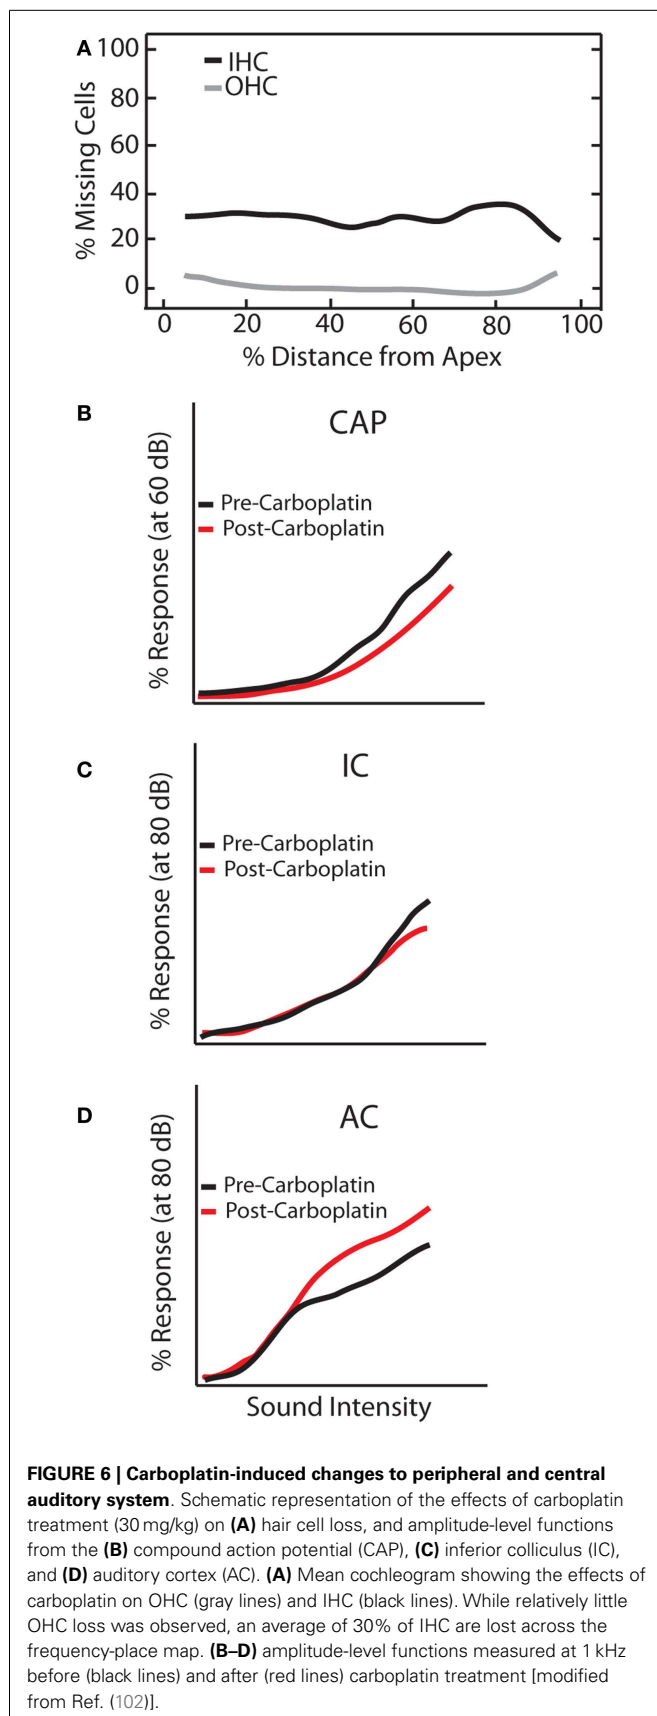 A
100
80
60
40
20
0
% Missing Cells
IHC
OHC
0 20 40 60 80 100
% Distance from Apex
B
CAP
% Response (at 60 dB)
Pre-Carboplatin
Post-Carboplatin
C
IC
% Response (at 80 dB)
Pre-Carboplatin
Post-Carboplatin
D
AC
% Response (at 80 dB)
Pre-Carboplatin
Post-Carboplatin
Sound Intensity
FIGURE 6 | Carboplatin-induced changes to peripheral and central
auditory system. Schematic representation of the effects of carboplatin
treatment (30 mg/kg) on (A) hair cell loss, and amplitude-level functions
from the (B) compound action potential (CAP), (C) inferior colliculus (IC),
and (D) auditory cortex (AC). (A) Mean cochleogram showing the effects of
carboplatin on OHC (gray lines) and IHC (black lines). While relatively little
OHC loss was observed, an average of 30% of IHC are lost across the
frequency-place map. (B–D) amplitude-level functions measured at 1 kHz
before (black lines) and after (red lines) carboplatin treatment [modified
from Ref. (102)].